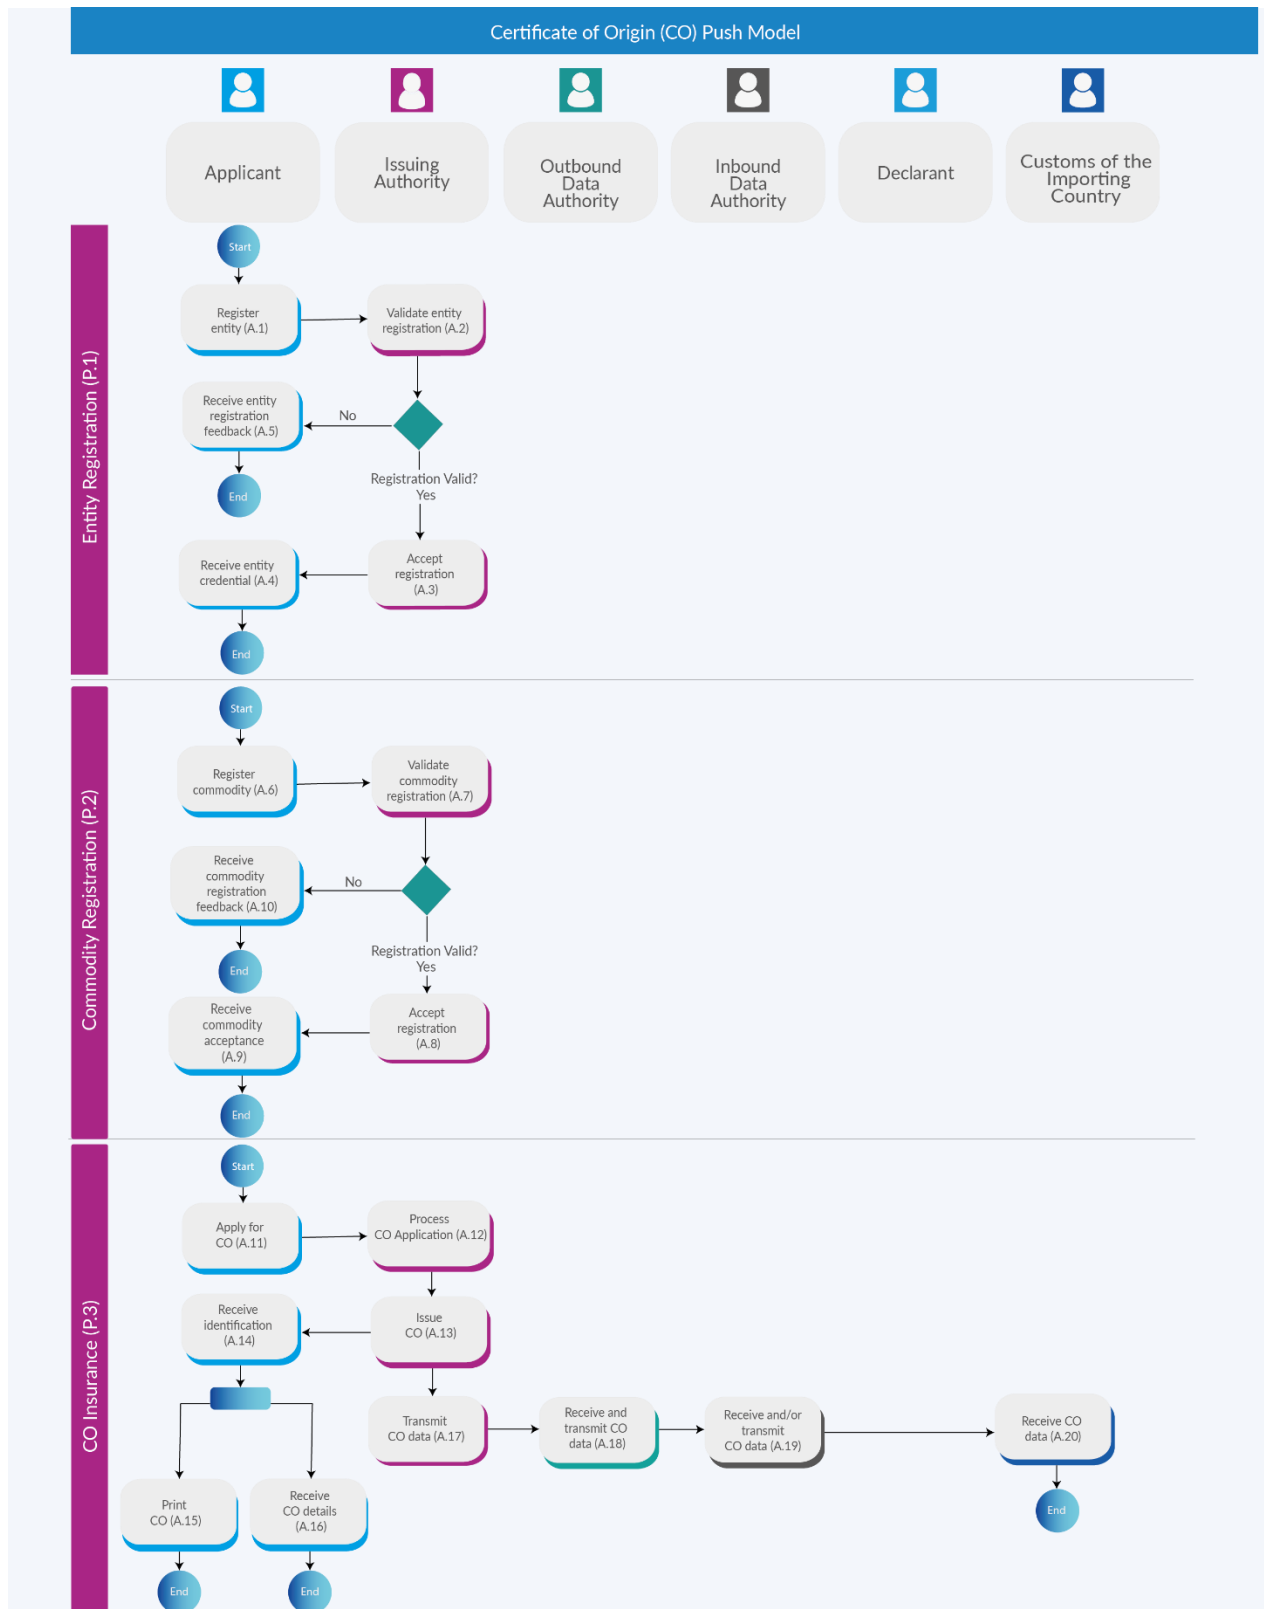 Certificate of Origin (CO) Push Model
Applicant
Issuing
Authority
Outbound
Data
Authority
Inbound
Data
Authority
Declarant
Customs of the
Importing
Country
Entity Registration (P.1)
Start
Register
entity (A.1)
Validate entity
registration (A.2)
Receive entity
registration
feedback (A.5)
No
End
Registration Valid?
Yes
Receive entity
credential (A.4)
Accept
registration
(A.3)
End
Commodity Registration (P.2)
Start
Register
commodity (A.6)
Validate
commodity
registration (A.7)
Receive
commodity
registration
feedback (A.10)
No
End
Registration Valid?
Yes
Receive
commodity
acceptance
(A.9)
Accept
registration
(A.8)
End
CO Insurance (P.3)
Start
Apply for
CO (A.11)
Process
CO Application (A.12)
Receive
identification
(A.14)
Issue
CO (A.13)
Transmit
CO data (A.17)
Receive and
transmit CO
data (A.18)
Receive and/or
transmit
CO data (A.19)
Receive CO
data (A.20)
End
Print
CO (A.15)
Receive
CO details
(A.16)
End
End